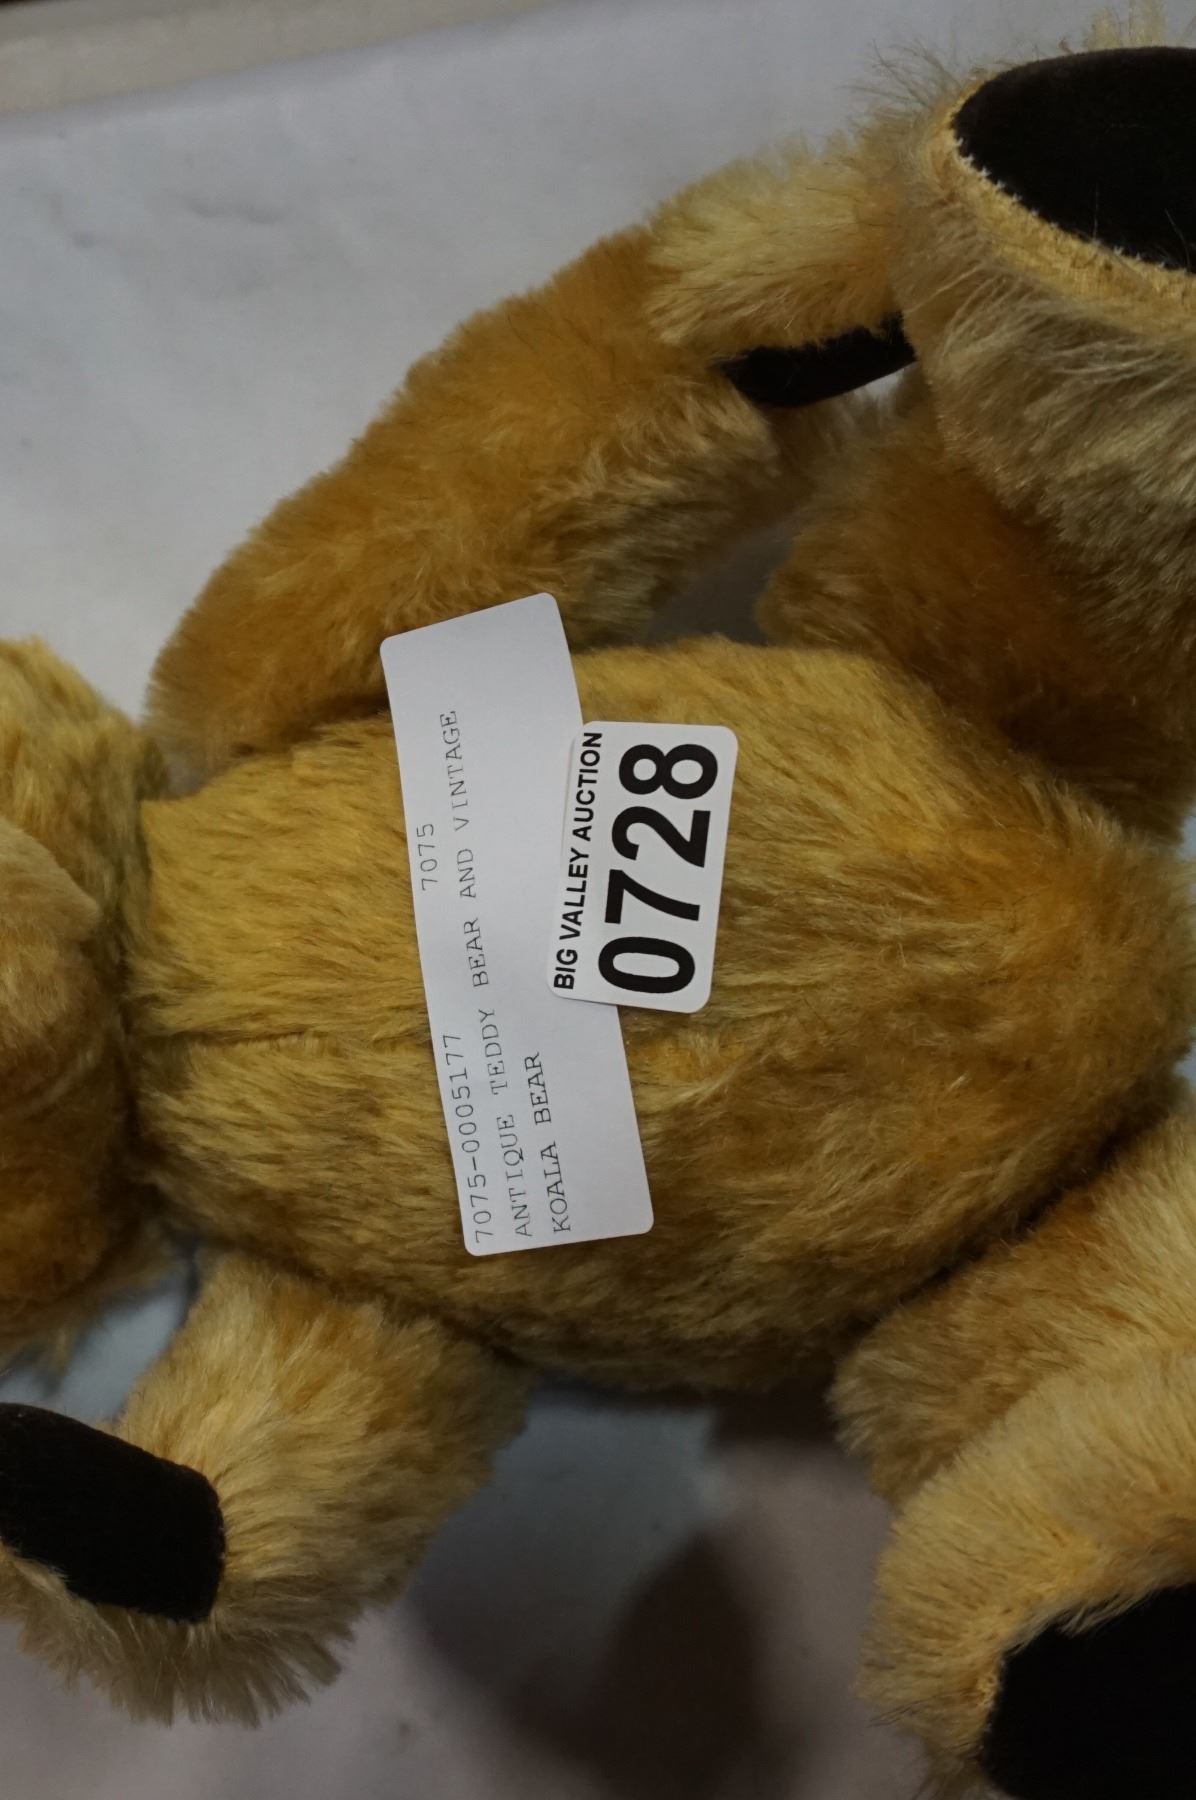 7075
7075-0005177
ANTIQUE TEDDY BEAR AND VINTAGE
KOALA BEAR
BIG VALLEY AUCTION
0728